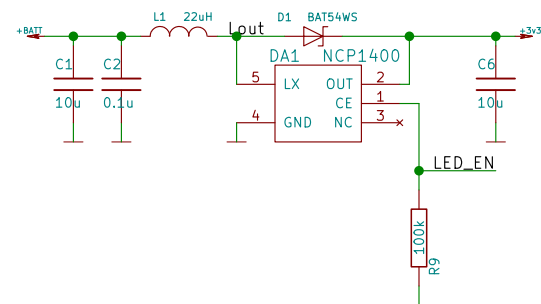 +BATT
L1 22uH
Lout
D1 BAT54WS
+3v3
C1
10u
C2
0.1u
DA1 NCP1400
5 LX OUT 2
CE 1
4 GND NC 3
C6
10u
LED_EN
100k
R9